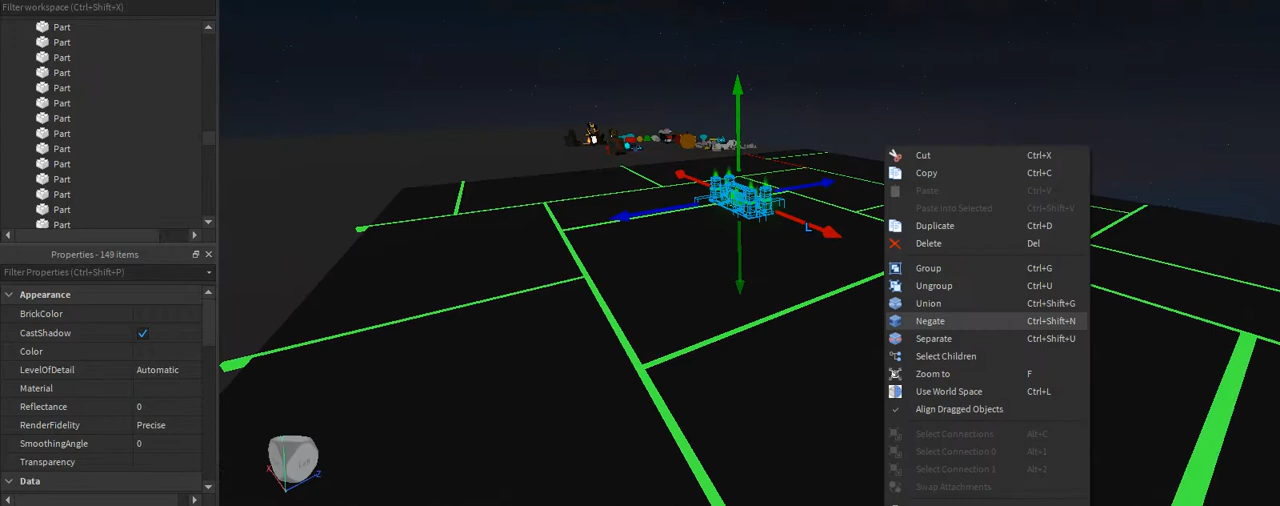 Filter workspace (Ctrl+Shift+X)
Part
Part
Part
Part
Part
Part
Part
Part
Part
Part
Part
Part
Part
Part
Properties - 149 items
Filter Properties (Ctrl+Shift+P)
Appearance
BrickColor
CastShadow
Color
LevelOfDetail Automatic
Material
Reflectance 0
RenderFidelity Precise
SmoothingAngle 0
Transparency
Data
X
Z
L
Cut Ctrl+X
Copy Ctrl+C
Paste Ctrl+V
Paste Into Selected Ctrl+Shift+V
Duplicate Ctrl+D
Delete Del
Group Ctrl+G
Ungroup Ctrl+U
Union Ctrl+Shift+G
Negate Ctrl+Shift+N
Separate Ctrl+Shift+U
Select Children
Zoom to F
Use World Space Ctrl+L
Align Dragged Objects
Select Connections Alt+C
Select Connection 0 Alt+1
Select Connection 1 Alt+2
Swap Attachments